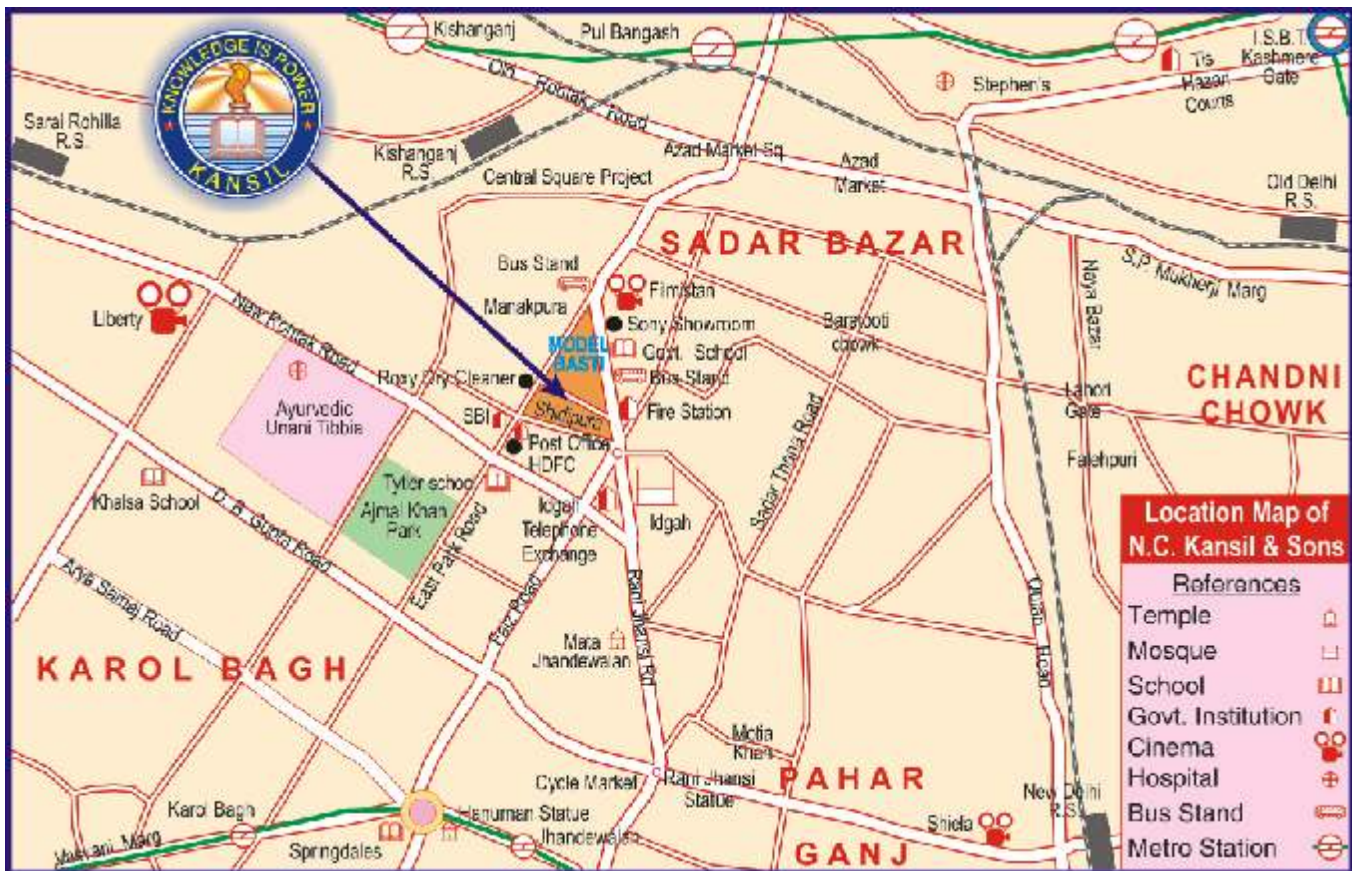 Kishanganj
Pul Bangash
I.S.B.T.
Kashmere
Gate
Tis
Hazari
Courts
Stephen's
KNOWLEDGE IS POWER
KANSIL
Old Rohtak Road
Sarai Rohilla
R.S.
Kishanganj
R.S.
Azad Market Sq.
Azad
Market
Central Square Project
Old Delhi
R.S.
SADAR BAZAR
S.P. Mukherji Marg
Naya Bazar
Bus Stand
Manakpura
Filmistan
Liberty
New Rohtak Road
Sony Showroom
Baratooti
chowk
MODEL
BASTI
Govt. School
Roxy Dry Cleaner
Bus Stand
Lahori
Gate
CHANDNI
CHOWK
Ayurvedic
Unani Tibbia
SBI
Shidipura
Fire Station
Sadar Thana Road
Post Office
HDFC
Fatehpuri
Khalsa School
D. B. Gupta Road
Tytler school
Ajmal Khan
Park
Idgah
Telephone
Exchange
Idgah
East Park Road
Arya Samaj Road
Faiz Road
Rani Jhansi Rd
Qutab Road
KAROL BAGH
Mata
Jhandewalan
Motia
Khan
Cycle Market
Rani Jhansi
Statue
PAHAR
GANJ
New Delhi
R.S.
Shiela
Karol Bagh
Hanuman Statue
Jhandewalan
Springdales
Marg
Location Map of
N.C. Kansil & Sons
References
Temple
Mosque
School
Govt. Institution
Cinema
Hospital
Bus Stand
Metro Station